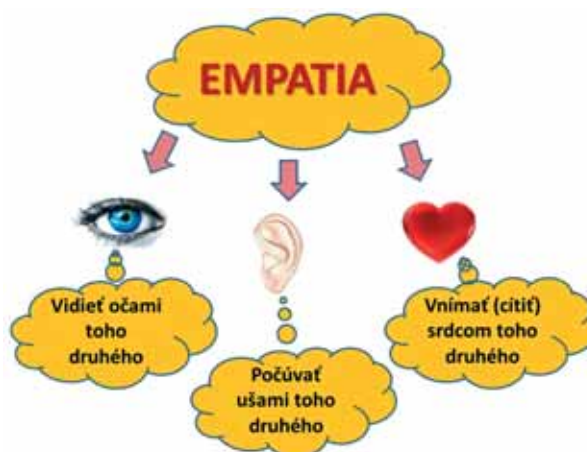 EMPATIA
Vidieť očami
toho
druhého
Počúvať
ušami toho
druhého
Vnímať (cítiť)
srdcom toho
druhého